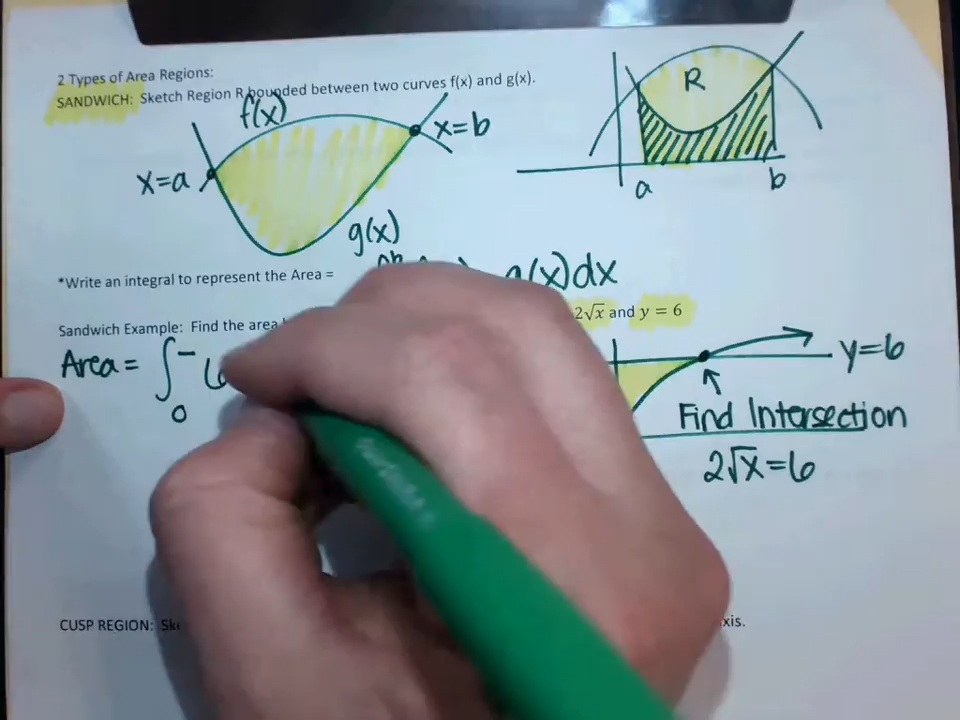 2 Types of Area Regions:
SANDWICH: Sketch Region R bounded between two curves f(x) and g(x).
f(x)
x=b
x=a
g(x)
R
a
b
*Write an integral to represent the Area =
g(x)dx
Sandwich Example: Find the area
2√x and y = 6
Area = ∫ 6
0
y=6
Find Intersection
2√x=6
CUSP REGION:
xis.